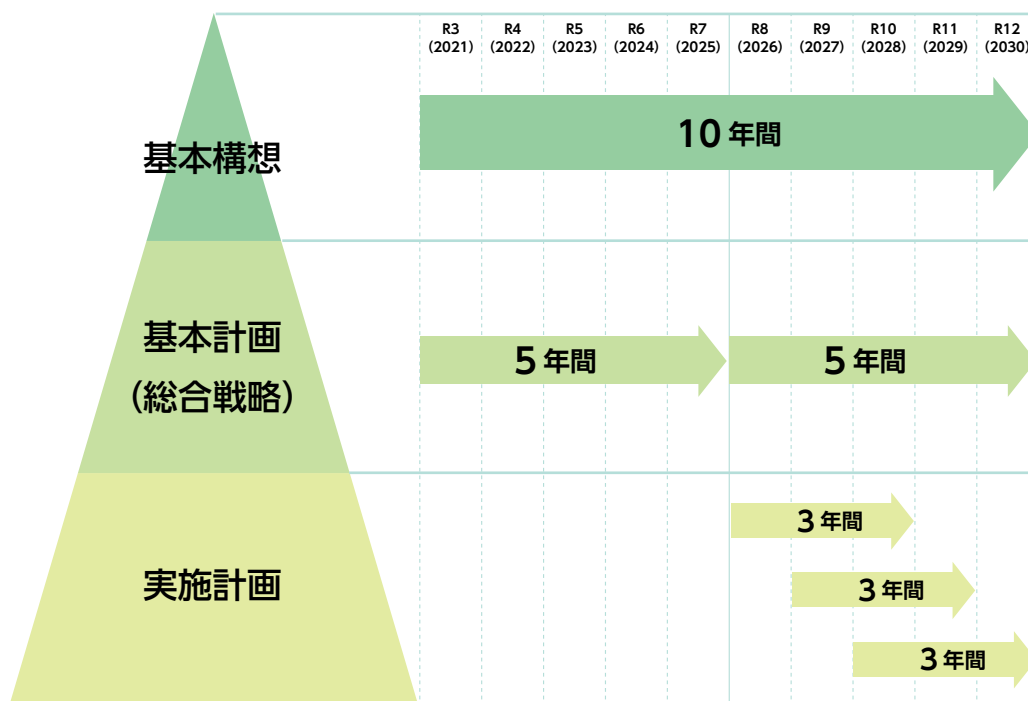 R3 R4 R5 R6 R7 R8 R9 R10 R11 R12
(2021) (2022) (2023) (2024) (2025) (2026) (2027) (2028) (2029) (2030)
基本構想
10年間
基本計画
(総合戦略)
5年間
5年間
実施計画
3年間
3年間
3年間